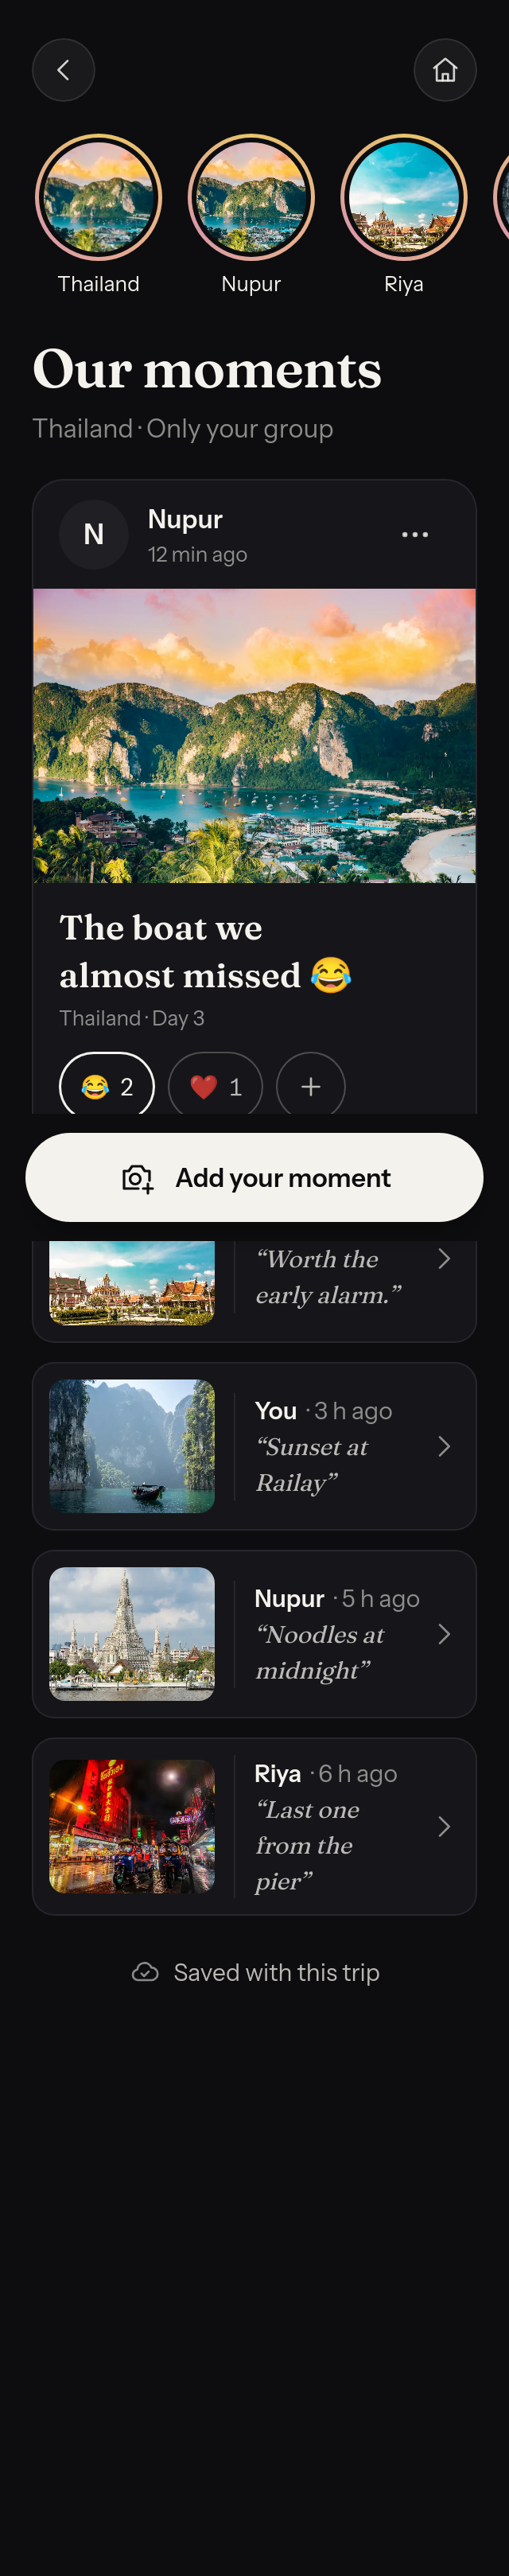 Thailand
Nupur
Riya
Our moments
Thailand · Only your group
N
Nupur
12 min ago
The boat we
almost missed 😂
Thailand · Day 3
😂 2
❤️ 1
+
Add your moment
“Worth the
early alarm.”
You · 3 h ago
“Sunset at
Railay”
Nupur · 5 h ago
“Noodles at
midnight”
Riya · 6 h ago
“Last one
from the
pier”
Saved with this trip